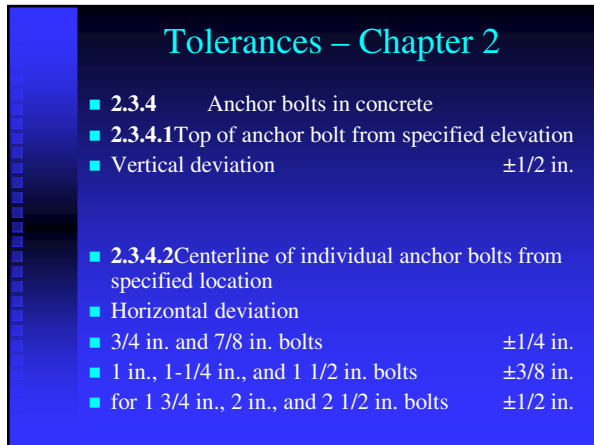 Tolerances – Chapter 2
2.3.4 Anchor bolts in concrete
2.3.4.1Top of anchor bolt from specified elevation
Vertical deviation ±1/2 in.
2.3.4.2Centerline of individual anchor bolts from
specified location
Horizontal deviation
3/4 in. and 7/8 in. bolts ±1/4 in.
1 in., 1-1/4 in., and 1 1/2 in. bolts ±3/8 in.
for 1 3/4 in., 2 in., and 2 1/2 in. bolts ±1/2 in.